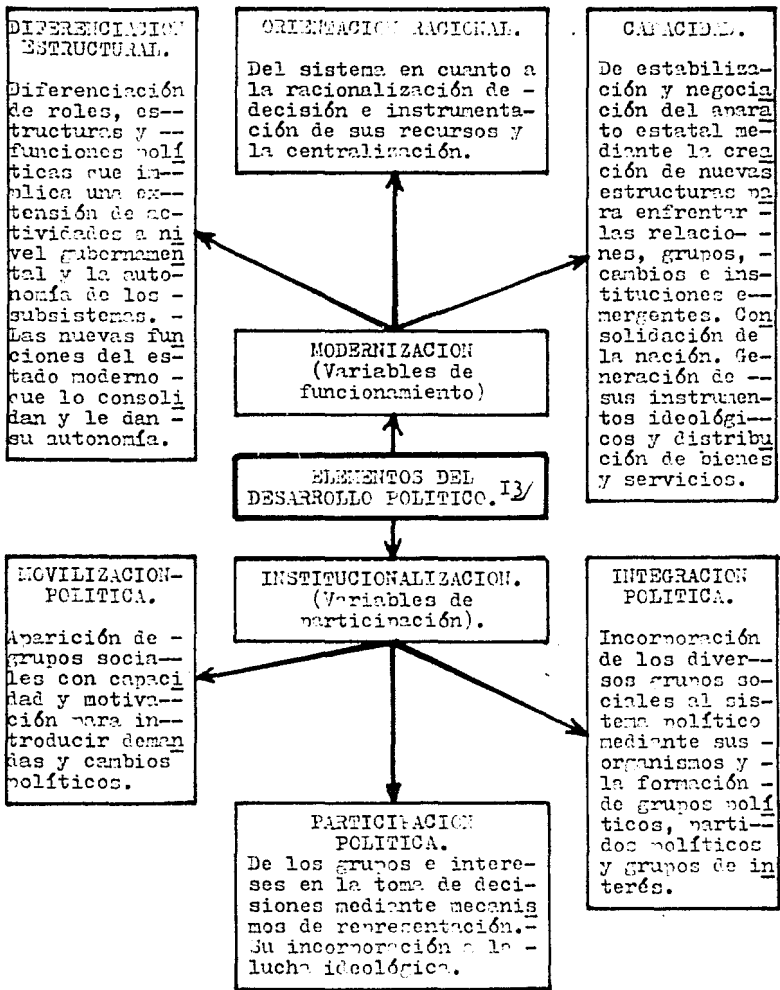 DIFERENCIACION
ESTRUCTURAL.
Diferenciación
de roles, es--
tructuras y --
funciones polí
ticas que im--
plica una ex--
tensión de ac-
tividades a ni
vel gubernamen
tal y la auto-
nomía de los -
subsistemas. -
Las nuevas fun
ciones del es-
tado moderno -
que lo consoli
dan y le dan -
su autonomía.
ORIENTACION RACIONAL.
Del sistema en cuanto a
la racionalización de -
decisión e instrumenta-
ción de sus recursos y
la centralización.
CAPACIDAD.
De estabiliza-
ción y negocia
ción del apara
to estatal me-
diante la crea
ción de nuevas
estructuras pa
ra enfrentar -
las relacio- -
nes, grupos, -
cambios e ins-
tituciones e--
mergentes. Con
solidación de
la nación. Ge-
neración de --
sus instrumen-
tos ideológi--
cos y distribu
ción de bienes
y servicios.
MODERNIZACION
(Variables de
funcionamiento)
ELEMENTOS DEL
DESARROLLO POLITICO. I3/
INSTITUCIONALIZACION.
(Variables de
participación).
MOVILIZACION-
POLITICA.
Aparición de -
grupos socia--
les con capaci
dad y motiva--
ción para in--
troducir deman
das y cambios
políticos.
PARTICIPACION
POLITICA.
De los grupos e intere-
ses en la toma de deci-
siones mediante mecanis
mos de representación.-
Su incorporación a la -
lucha ideológica.
INTEGRACION
POLITICA.
Incorporación
de los diver-
sos grupos so-
ciales al sis-
tema político
mediante sus -
organismos y -
la formación -
de grupos polí
ticos, parti--
dos políticos
y grupos de in
terés.